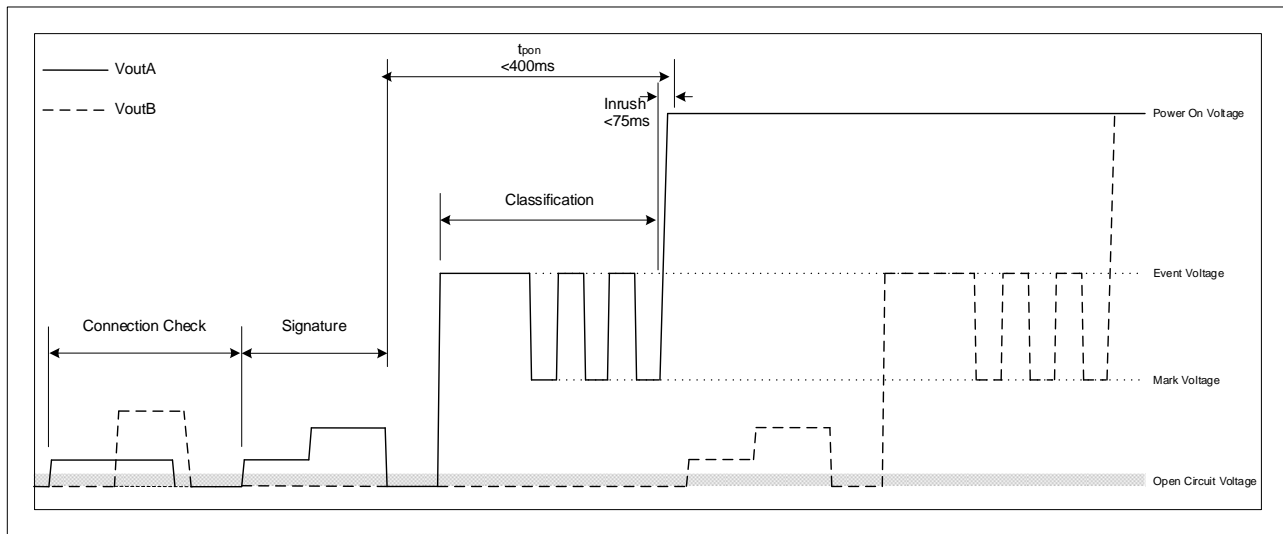 tpon
<400ms
VoutA
VoutB
Inrush
<75ms
Power On Voltage
Classification
Event Voltage
Connection Check
Signature
Mark Voltage
Open Circuit Voltage